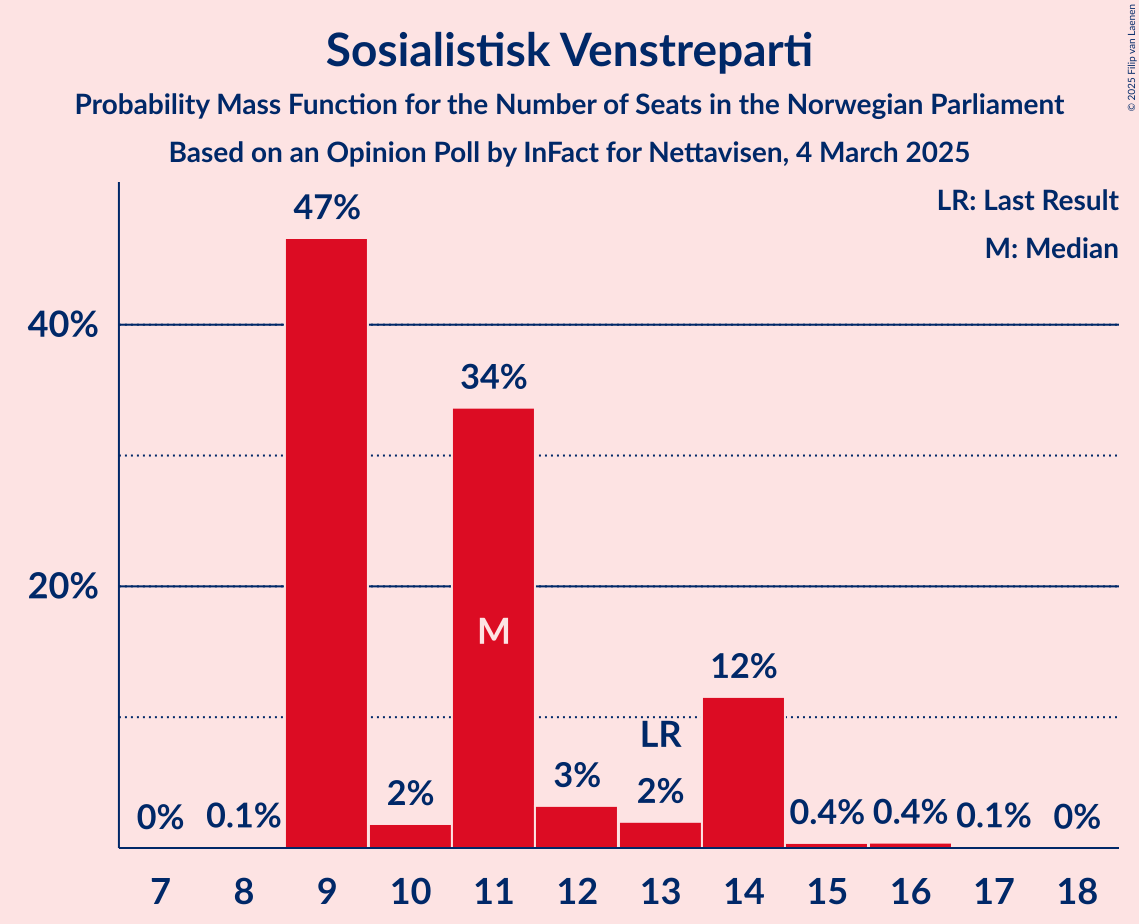 Sosialistisk Venstreparti
Probability Mass Function for the Number of Seats in the Norwegian Parliament
Based on an Opinion Poll by InFact for Nettavisen, 4 March 2025
© 2025 Filip van Laenen
LR: Last Result
M: Median
47%
40%
34%
20%
M
12%
LR
3%
2%
2%
0%
0.1%
0.4%
0.4%
0.1%
0%
7 8 9 10 11 12 13 14 15 16 17 18